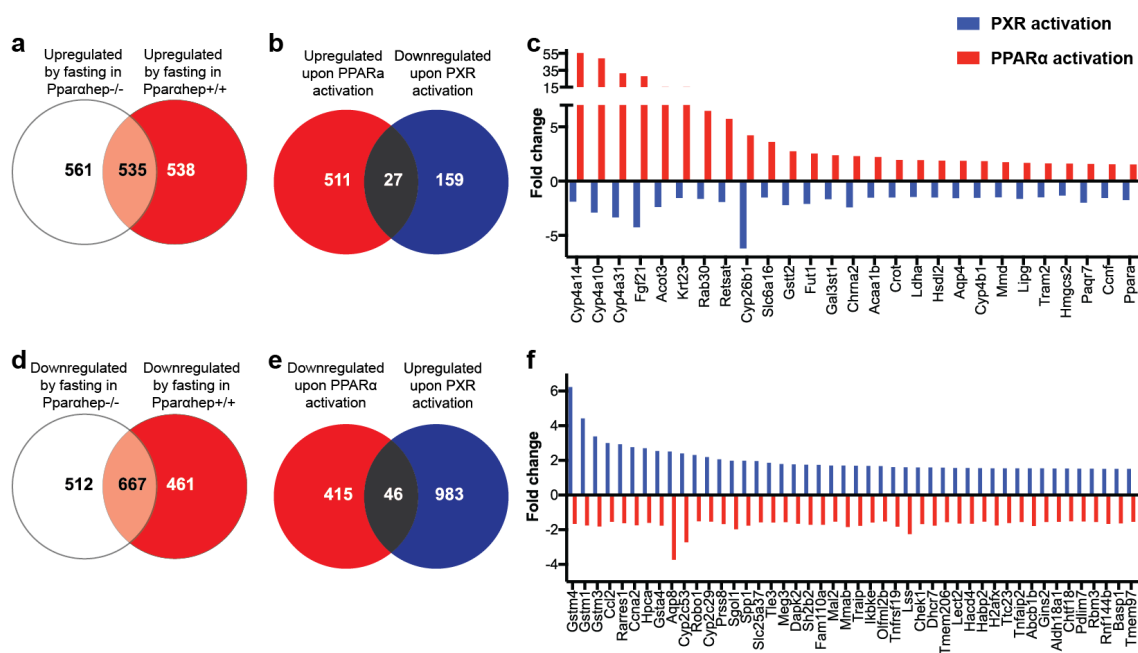 PXR activation
PPARα activation
a
Upregulated
by fasting in
Pparαhep-/-
Upregulated
by fasting in
Pparαhep+/+
561
535
538
b
Upregulated
upon PPARa
activation
Downregulated
upon PXR
activation
511
27
159
c
Fold change
55
35
15
5
0
-5
Cyp4a14
Cyp4a10
Cyp4a31
Fgf21
Acot3
Krt23
Rab30
Retsat
Cyp26b1
Slc6a16
Gstt2
Fut1
Gal3st1
Chrna2
Acaa1b
Crot
Ldha
Hsdl2
Aqp4
Cyp4b1
Mmd
Lipg
Tram2
Hmgcs2
Paqr7
Ccnf
Ppara
d
Downregulated
by fasting in
Pparαhep-/-
Downregulated
by fasting in
Pparαhep+/+
512
667
461
e
Downregulated
upon PPARα
activation
Upregulated
upon PXR
activation
415
46
983
f
Fold change
6
4
2
0
-2
-4
Gstm4
Gstm1
Gstm3
Ccl2
Rarres1
Ccna2
Hpca
Gsta4
Aqp8
Cyp2c53
Robo1
Cyp2c29
Prss8
Sgol1
Spp1
Slc25a37
Tle3
Meg3
Dapk2
Sh2b2
Fam110a
Mal2
Mmab
Traip
Ikbke
Olfml2b
Tnfrsf19
Lss
Chek1
Dhcr7
Tmem206
Lect2
Hacd4
Habp2
H2afx
Ttc23
Tnfaip2
Abcb1b
Aldh18a1
Gins2
Chtf18
Pdlim7
Rbm3
Rnf144b
Basp1
Tmem97